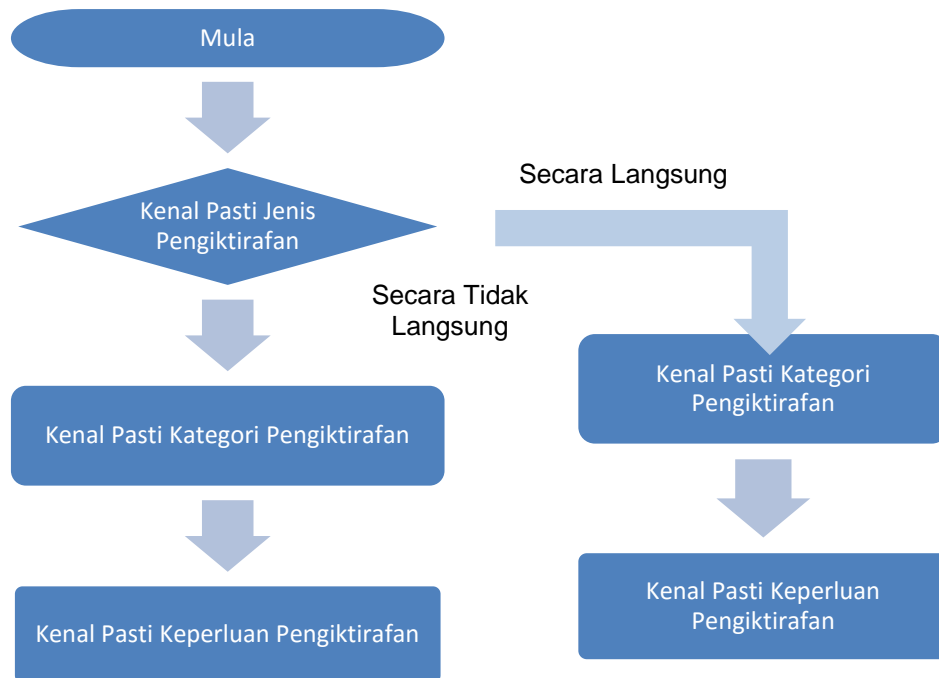 Mula
Secara Langsung
Kenal Pasti Jenis
Pengiktirafan
Secara Tidak
Langsung
Kenal Pasti Kategori
Pengiktirafan
Kenal Pasti Kategori Pengiktirafan
Kenal Pasti Keperluan
Pengiktirafan
Kenal Pasti Keperluan Pengiktirafan